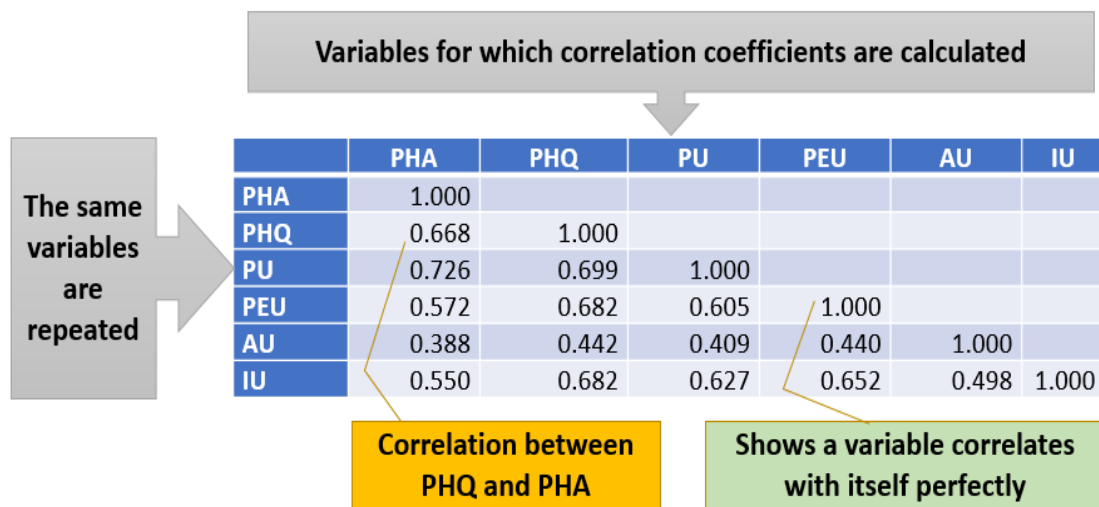 Variables for which correlation coefficients are calculated
The same
variables
are
repeated
PHA PHQ PU PEU AU IU
PHA 1.000
PHQ 0.668 1.000
PU 0.726 0.699 1.000
PEU 0.572 0.682 0.605 1.000
AU 0.388 0.442 0.409 0.440 1.000
IU 0.550 0.682 0.627 0.652 0.498 1.000
Correlation between
PHQ and PHA
Shows a variable correlates
with itself perfectly